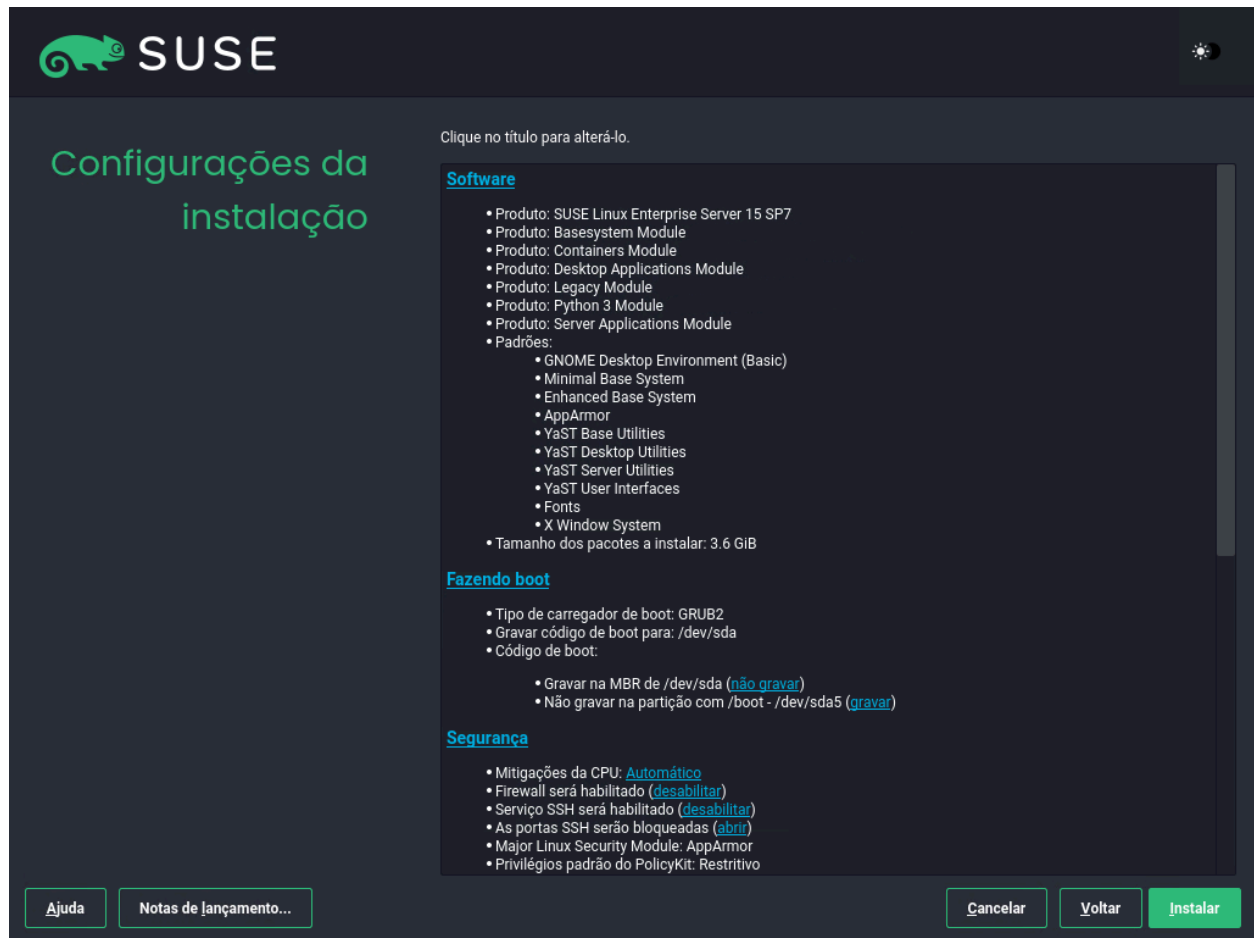 SUSE
Configurações da
instalação
Clique no título para alterá-lo.
Software
• Produto: SUSE Linux Enterprise Server 15 SP7
• Produto: Basesystem Module
• Produto: Containers Module
• Produto: Desktop Applications Module
• Produto: Legacy Module
• Produto: Python 3 Module
• Produto: Server Applications Module
• Padrões:
• GNOME Desktop Environment (Basic)
• Minimal Base System
• Enhanced Base System
• AppArmor
• YaST Base Utilities
• YaST Desktop Utilities
• YaST Server Utilities
• YaST User Interfaces
• Fonts
• X Window System
• Tamanho dos pacotes a instalar: 3.6 GiB
Fazendo boot
• Tipo de carregador de boot: GRUB2
• Gravar código de boot para: /dev/sda
• Código de boot:
• Gravar na MBR de /dev/sda (não gravar)
• Não gravar na partição com /boot - /dev/sda5 (gravar)
Segurança
• Mitigações da CPU: Automático
• Firewall será habilitado (desabilitar)
• Serviço SSH será habilitado (desabilitar)
• As portas SSH serão bloqueadas (abrir)
• Major Linux Security Module: AppArmor
• Privilégios padrão do PolicyKit: Restritivo
Ajuda
Notas de lançamento...
Cancelar
Voltar
Instalar